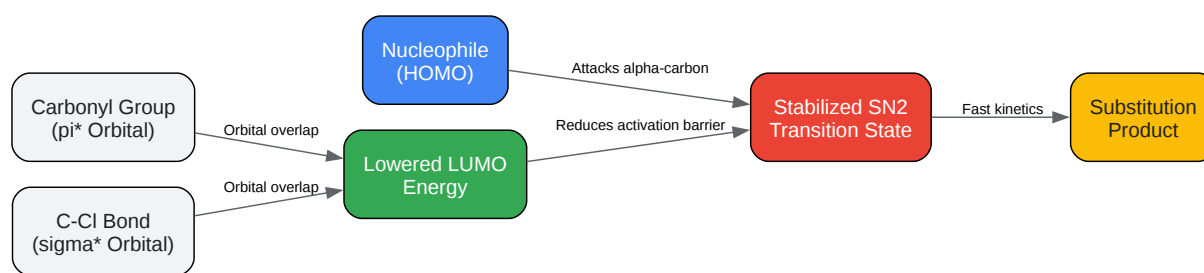 Nucleophile
(HOMO)
Attacks alpha-carbon
Carbonyl Group
(pi* Orbital)
Orbital overlap
Stabilized SN2
Transition State
Fast kinetics
Substitution
Product
Reduces activation barrier
Lowered LUMO
Energy
Orbital overlap
C-Cl Bond
(sigma* Orbital)